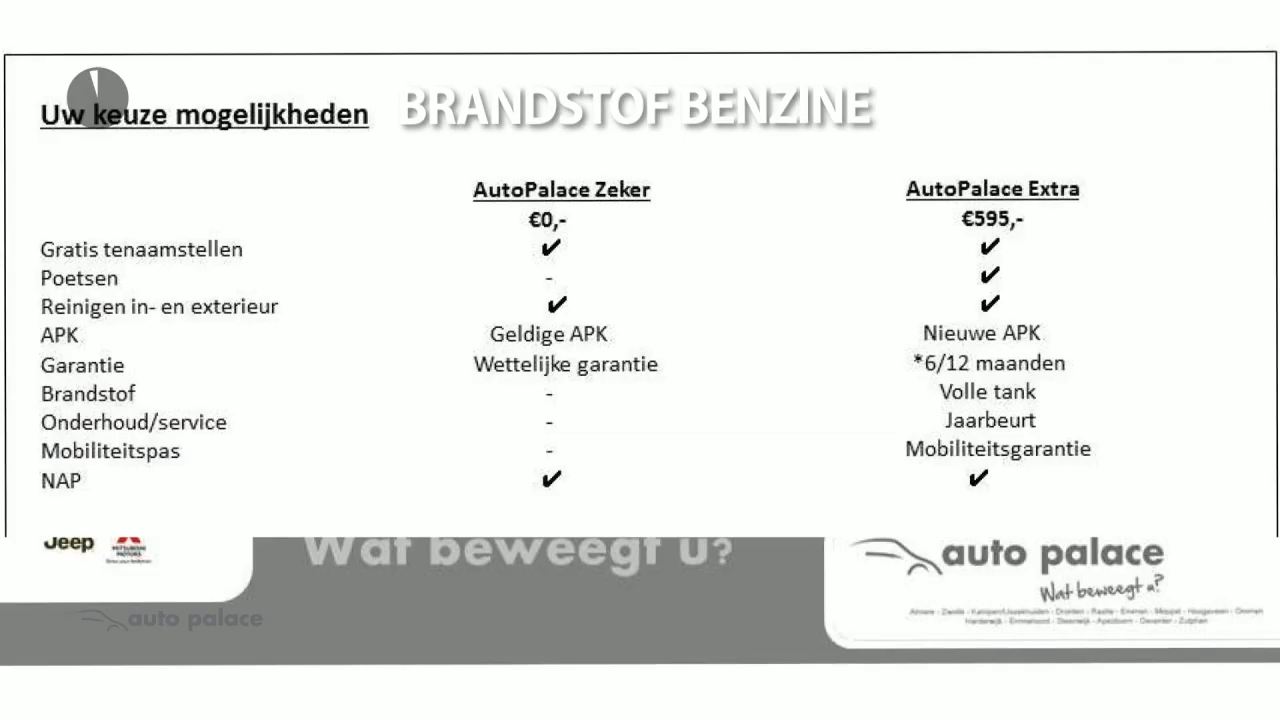 Uw keuze mogelijkheden BRANDSTOF BENZINE
AutoPalace Zeker AutoPalace Extra
€0,- €595,-
Gratis tenaamstellen ✔ ✔
Poetsen - ✔
Reinigen in- en exterieur ✔ ✔
APK Geldige APK Nieuwe APK
Garantie Wettelijke garantie *6/12 maanden
Brandstof - Volle tank
Onderhoud/service - Jaarbeurt
Mobiliteitspas - Mobiliteitsgarantie
NAP ✔ ✔
Jeep MITSUBISHI MOTORS Wat beweegt u? auto palace
Wat beweegt u?
auto palace